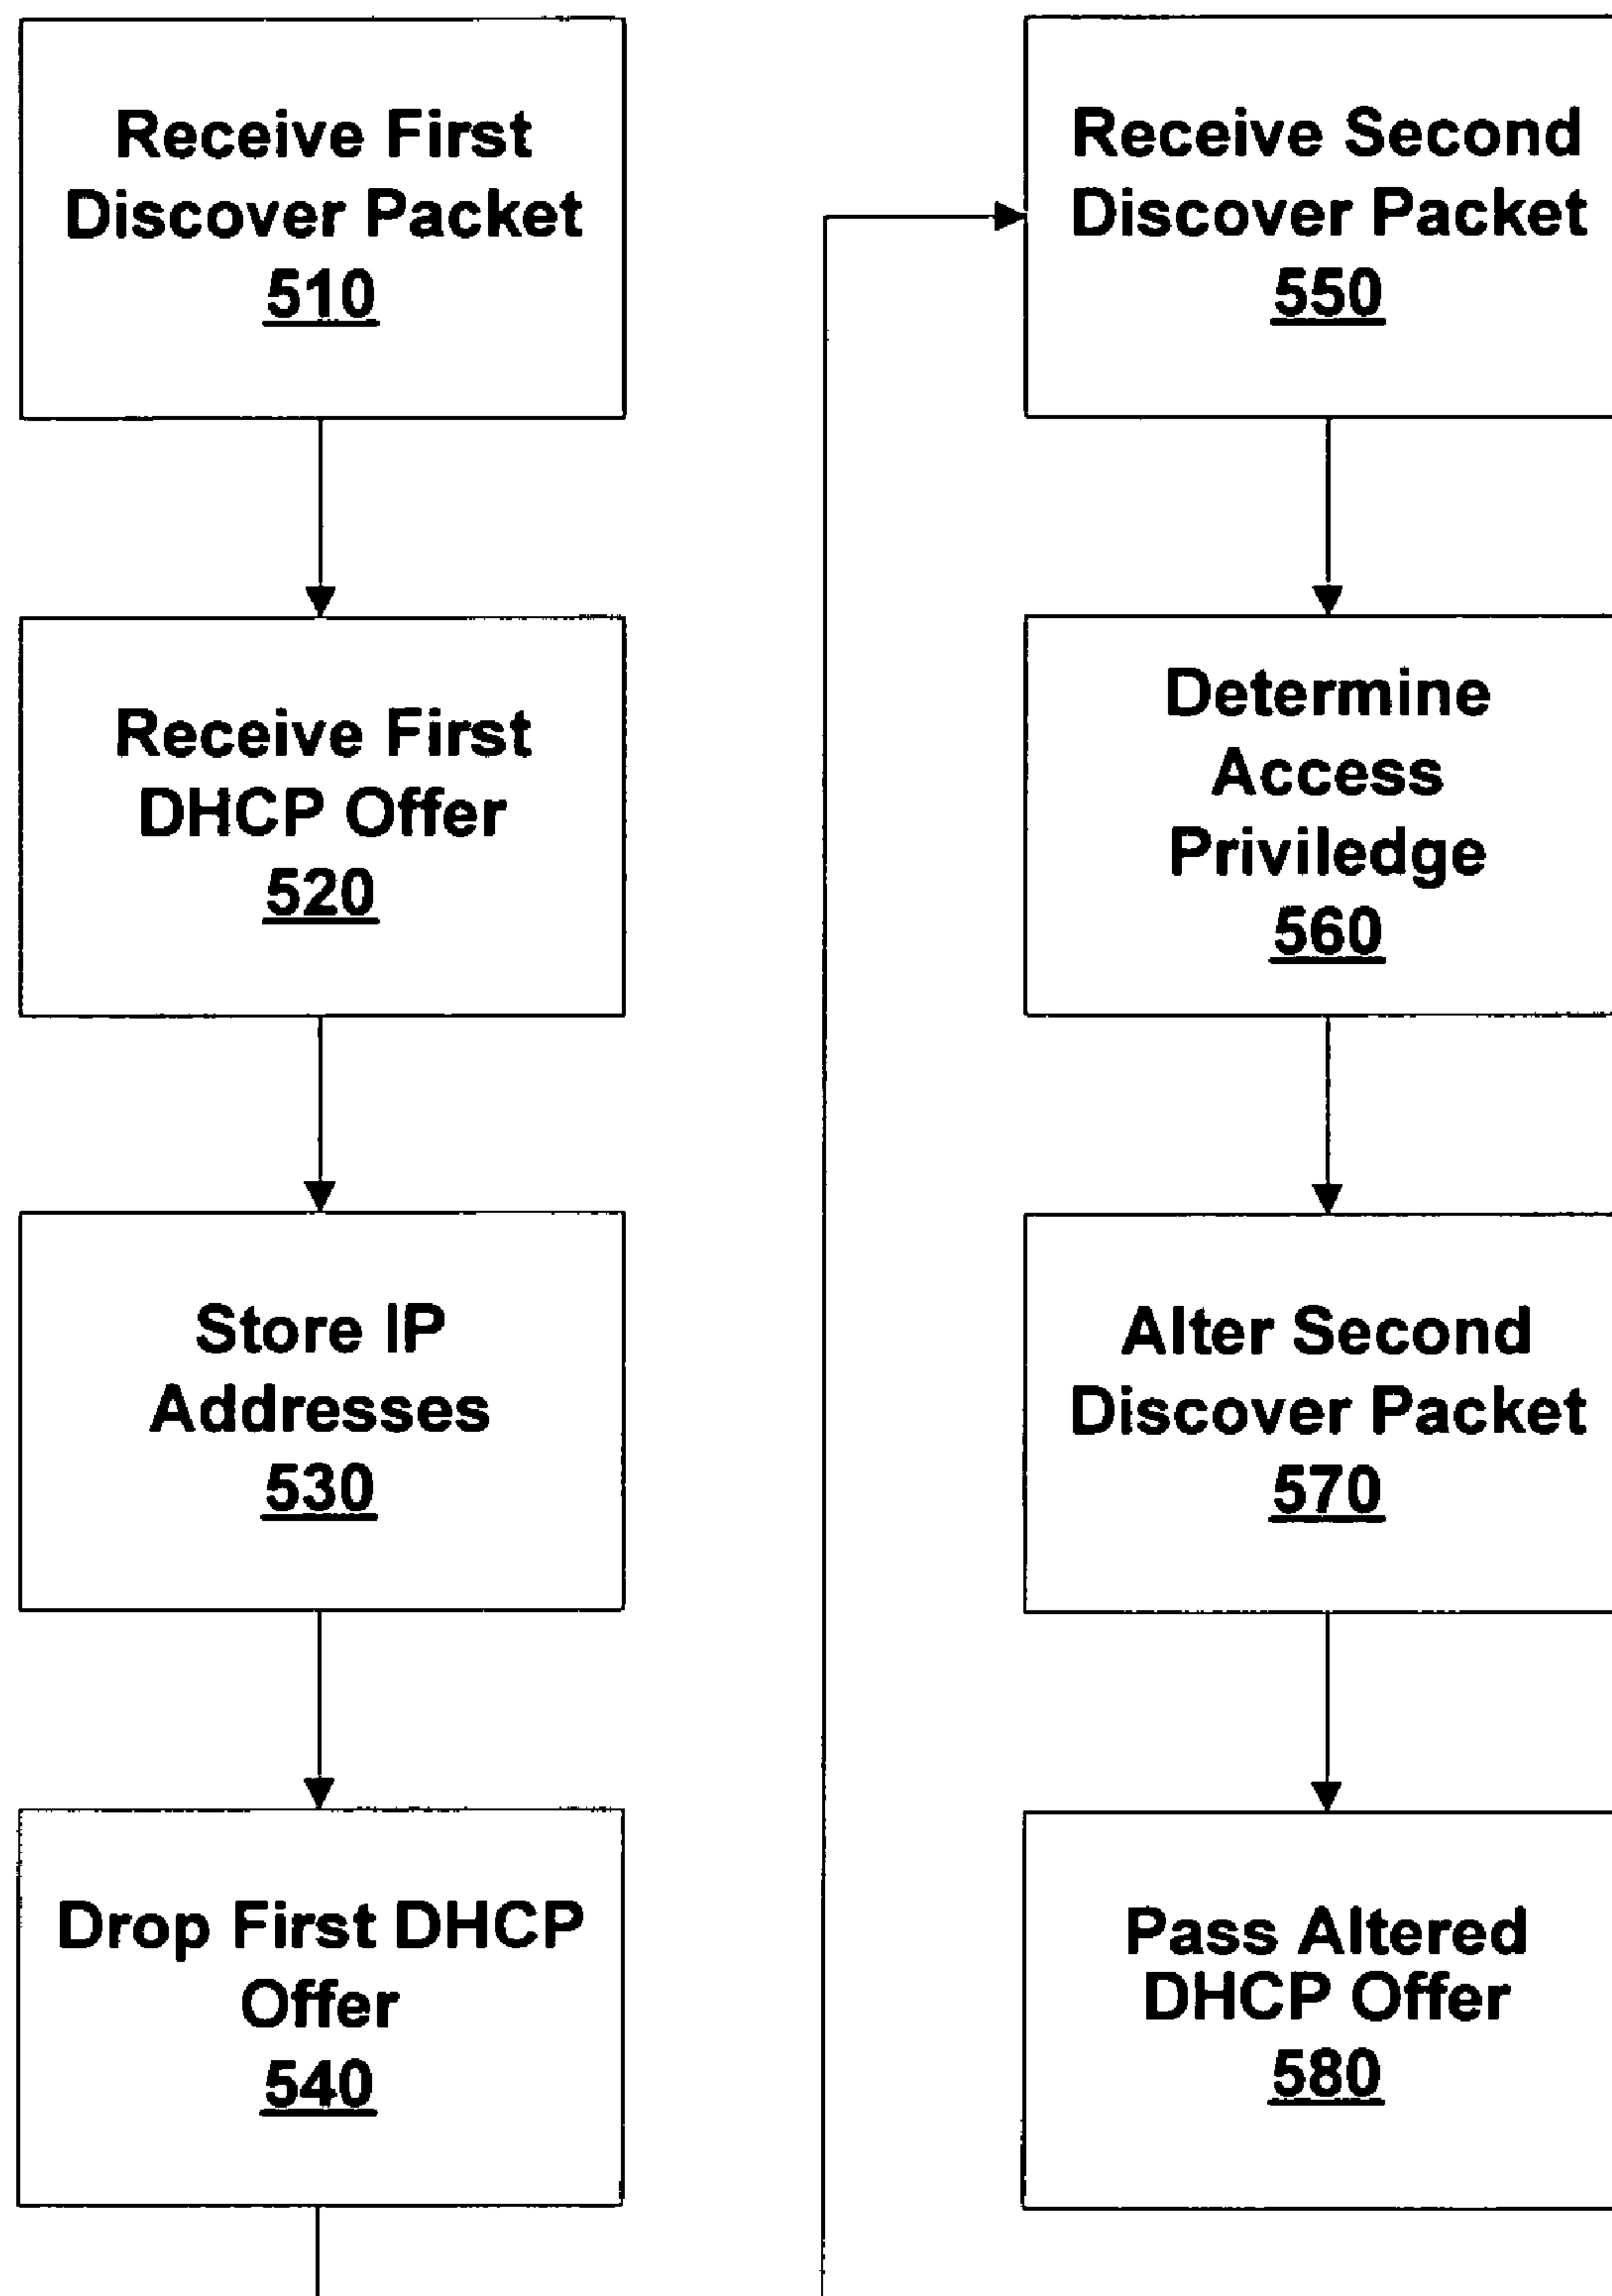 Receive First
Discover Packet
510
Receive First
DHCP Offer
520
Store IP
Addresses
530
Drop First DHCP
Offer
540
Receive Second
Discover Packet
550
Determine
Access
Priviledge
560
Alter Second
Discover Packet
570
Pass Altered
DHCP Offer
580